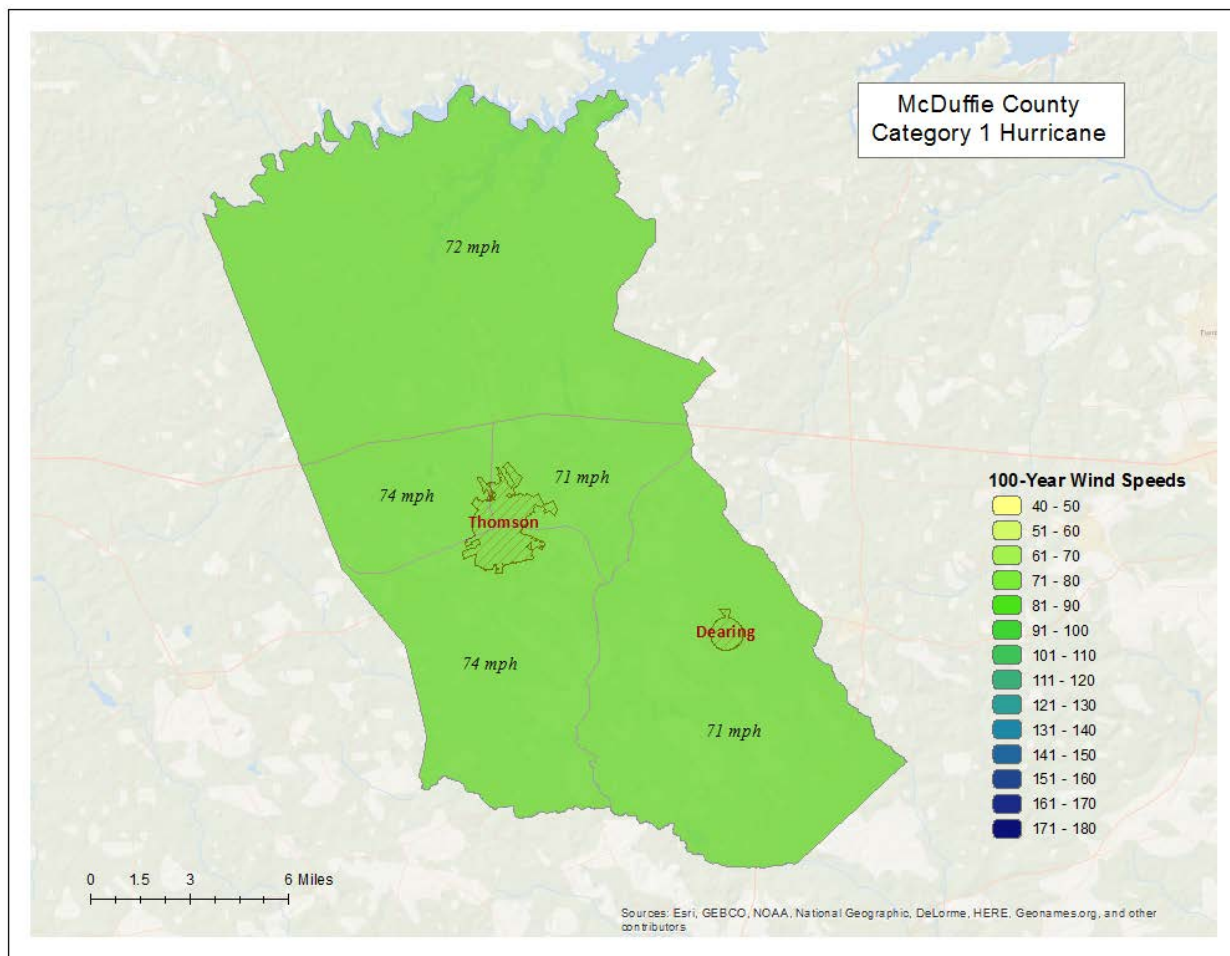 McDuffie County
Category 1 Hurricane
72 mph
74 mph
71 mph
Thomson
Dearing
74 mph
71 mph
100-Year Wind Speeds
40 - 50
51 - 60
61 - 70
71 - 80
81 - 90
91 - 100
101 - 110
111 - 120
121 - 130
131 - 140
141 - 150
151 - 160
161 - 170
171 - 180
0 1.5 3 6 Miles
Sources: Esri, GEBCO, NOAA, National Geographic, DeLorme, HERE, Geonames.org, and other
contributors